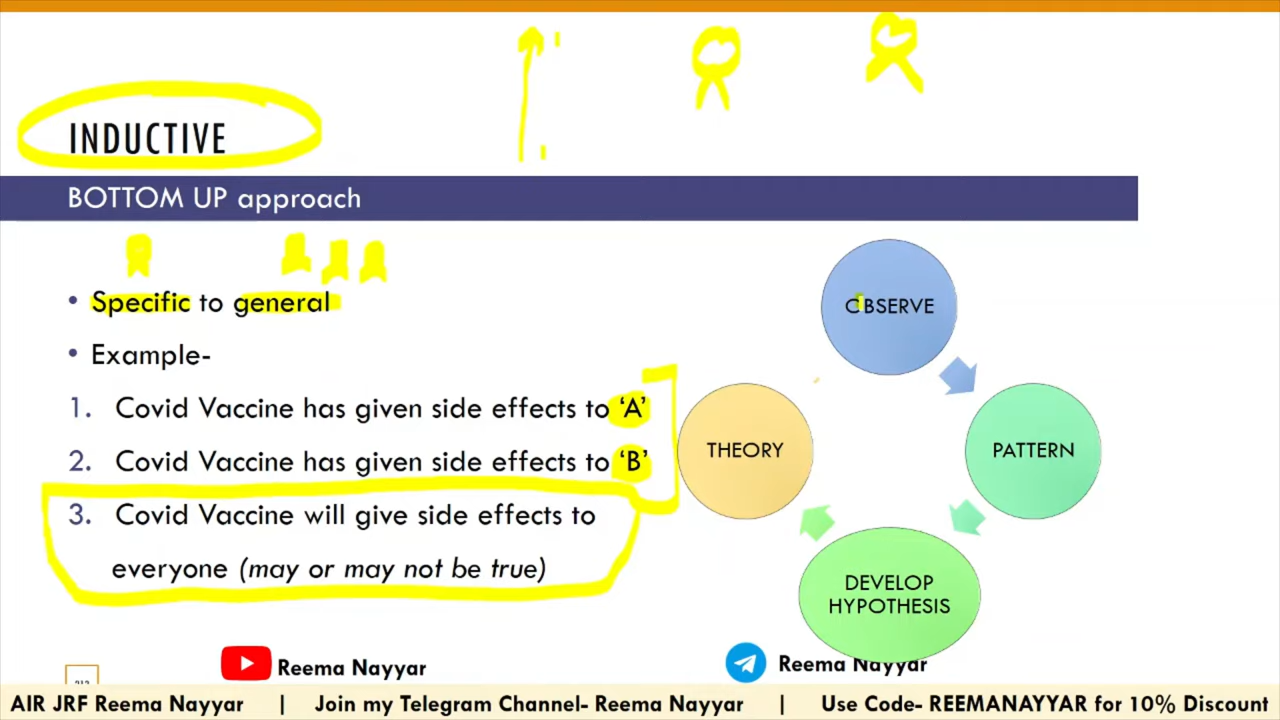 INDUCTIVE
BOTTOM UP approach
• Specific to general
• Example-
1. Covid Vaccine has given side effects to 'A'
2. Covid Vaccine has given side effects to 'B'
3. Covid Vaccine will give side effects to
everyone (may or may not be true)
OBSERVE
PATTERN
DEVELOP
HYPOTHESIS
THEORY
Reema Nayyar
Reema Nayyar
AIR JRF Reema Nayyar | Join my Telegram Channel- Reema Nayyar | Use Code- REEMANAYYAR for 10% Discount